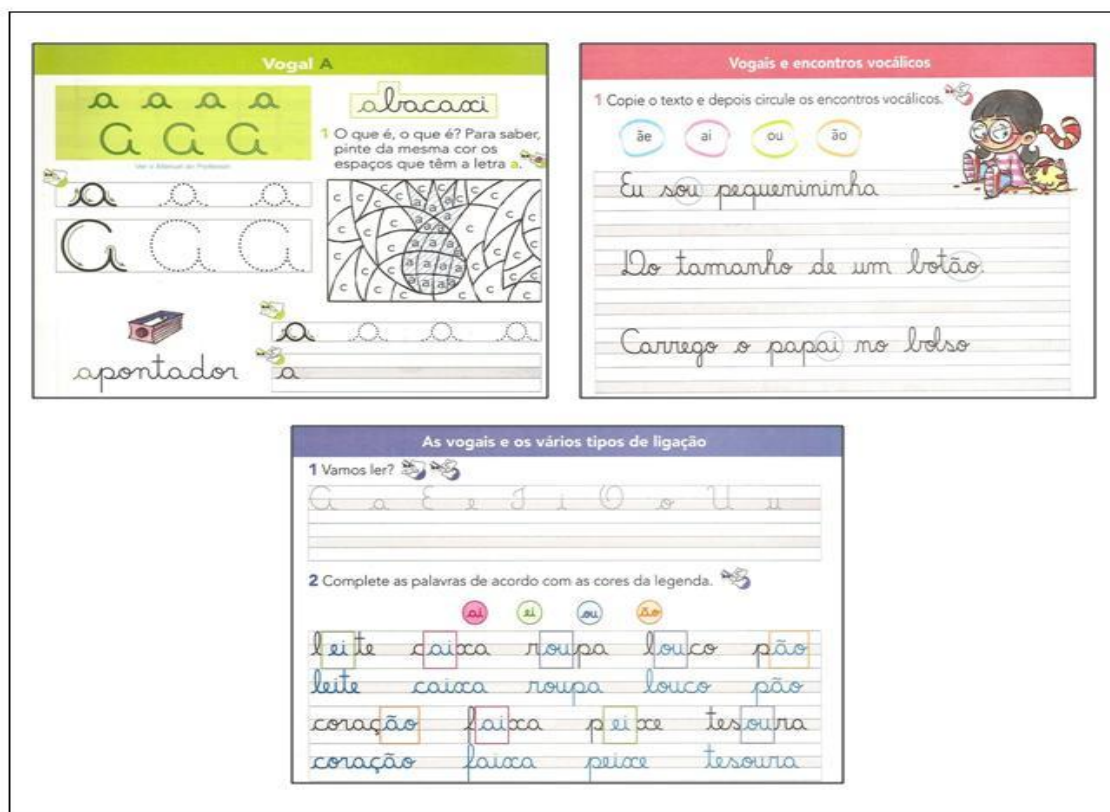 Vogal A
a a a a
A A A
Ver o Manual do Professor.
a a a
A A A
apontador
abacaxi
1 O que é, o que é? Para saber,
pinte da mesma cor os
espaços que têm a letra a.
a a a a
a
Vogais e encontros vocálicos
1 Copie o texto e depois circule os encontros vocálicos.
ãe ai ou ão
Eu sou pequenininha
Do tamanho de um botão.
Carrego o papai no bolso
As vogais e os vários tipos de ligação
1 Vamos ler?
A a E e I i O o U u
2 Complete as palavras de acordo com as cores da legenda.
ai ei ou ão
leite caixa roupa louco pão
leite caixa roupa louco pão
coração faixa peixe tesoura
coração faixa peixe tesoura